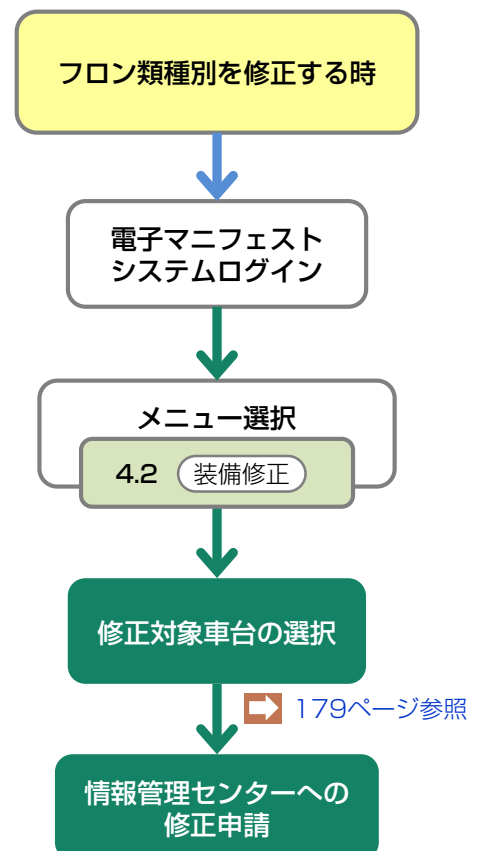 フロン類種別を修正する時
電子マニフェスト
システムログイン
メニュー選択
4.2 装備修正
修正対象車台の選択
179ページ参照
情報管理センターへの
修正申請